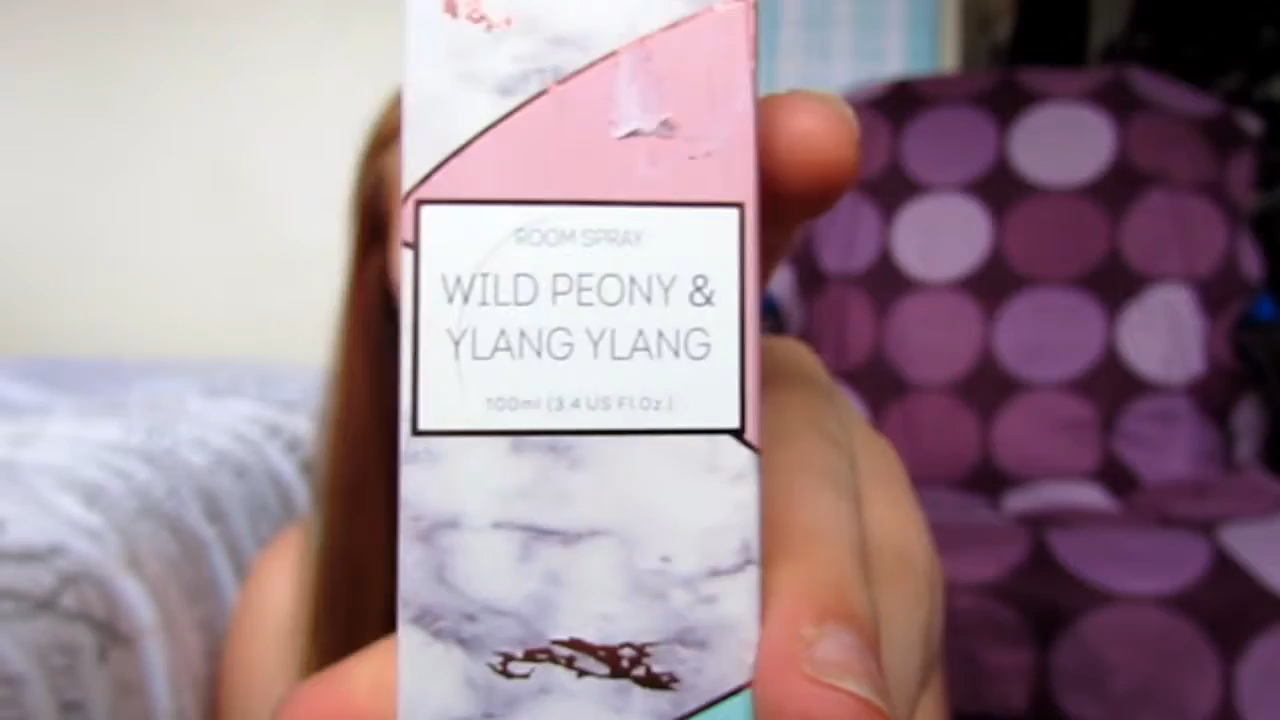 ROOM SPRAY
WILD PEONY &
YLANG YLANG
100ml (3.4 US Fl.Oz.)